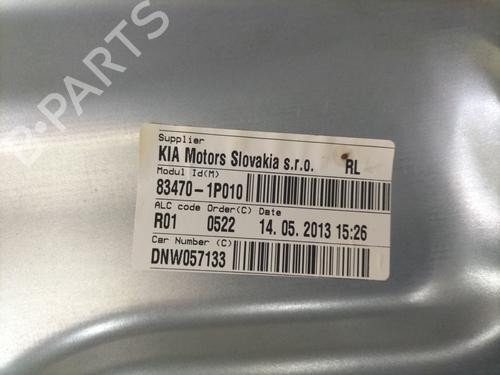 B-PARTS
Supplier
KIA Motors Slovakia s.r.o. RL
Modul Id(M)
83470-1P010
ALC code Order(C) Date
R01 0522 14. 05. 2013 15:26
Car Number (C)
DNW057133